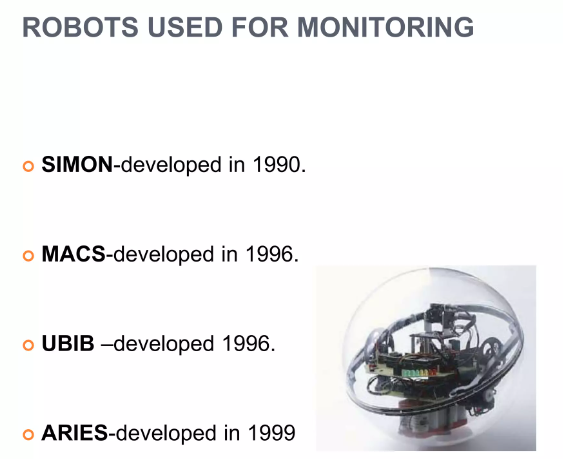 ROBOTS USED FOR MONITORING
SIMON-developed in 1990.
MACS-developed in 1996.
UBIB –developed 1996.
ARIES-developed in 1999